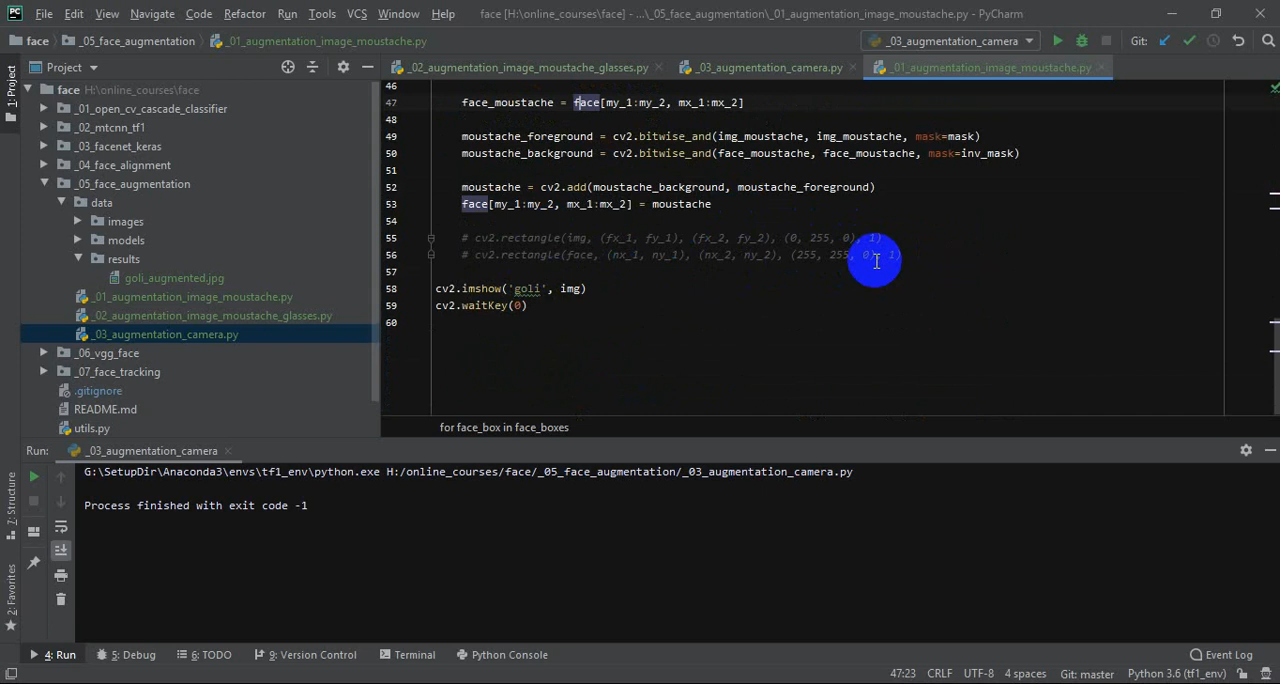 PC File Edit View Navigate Code Refactor Run Tools VCS Window Help face [H:\online_courses\face] - ...\_05_face_augmentation\_01_augmentation_image_moustache.py - PyCharm
face _05_face_augmentation _01_augmentation_image_moustache.py _03_augmentation_camera Git:
1: Project
Project
_02_augmentation_image_moustache_glasses.py _03_augmentation_camera.py _01_augmentation_image_moustache.py
face H:\online_courses\face
_01_open_cv_cascade_classifier
_02_mtcnn_tf1
_03_facenet_keras
_04_face_alignment
_05_face_augmentation
data
images
models
results
goli_augmented.jpg
_01_augmentation_image_moustache.py
_02_augmentation_image_moustache_glasses.py
_03_augmentation_camera.py
_06_vgg_face
_07_face_tracking
.gitignore
README.md
utils.py
46
47 face_moustache = face[my_1:my_2, mx_1:mx_2]
48
49 moustache_foreground = cv2.bitwise_and(img_moustache, img_moustache, mask=mask)
50 moustache_background = cv2.bitwise_and(face_moustache, face_moustache, mask=inv_mask)
51
52 moustache = cv2.add(moustache_background, moustache_foreground)
53 face[my_1:my_2, mx_1:mx_2] = moustache
54
55 # cv2.rectangle(img, (fx_1, fy_1), (fx_2, fy_2), (0, 255, 0), 1)
56 # cv2.rectangle(face, (nx_1, ny_1), (nx_2, ny_2), (255, 255, 0), 1)
57
58 cv2.imshow('goli', img)
59 cv2.waitKey(0)
60
for face_box in face_boxes
Run: _03_augmentation_camera
G:\SetupDir\Anaconda3\envs\tf1_env\python.exe H:/online_courses/face/_05_face_augmentation/_03_augmentation_camera.py
Process finished with exit code -1
7: Structure
2: Favorites
4: Run 5: Debug 6: TODO 9: Version Control Terminal Python Console Event Log
47:23 CRLF UTF-8 4 spaces Git: master Python 3.6 (tf1_env)